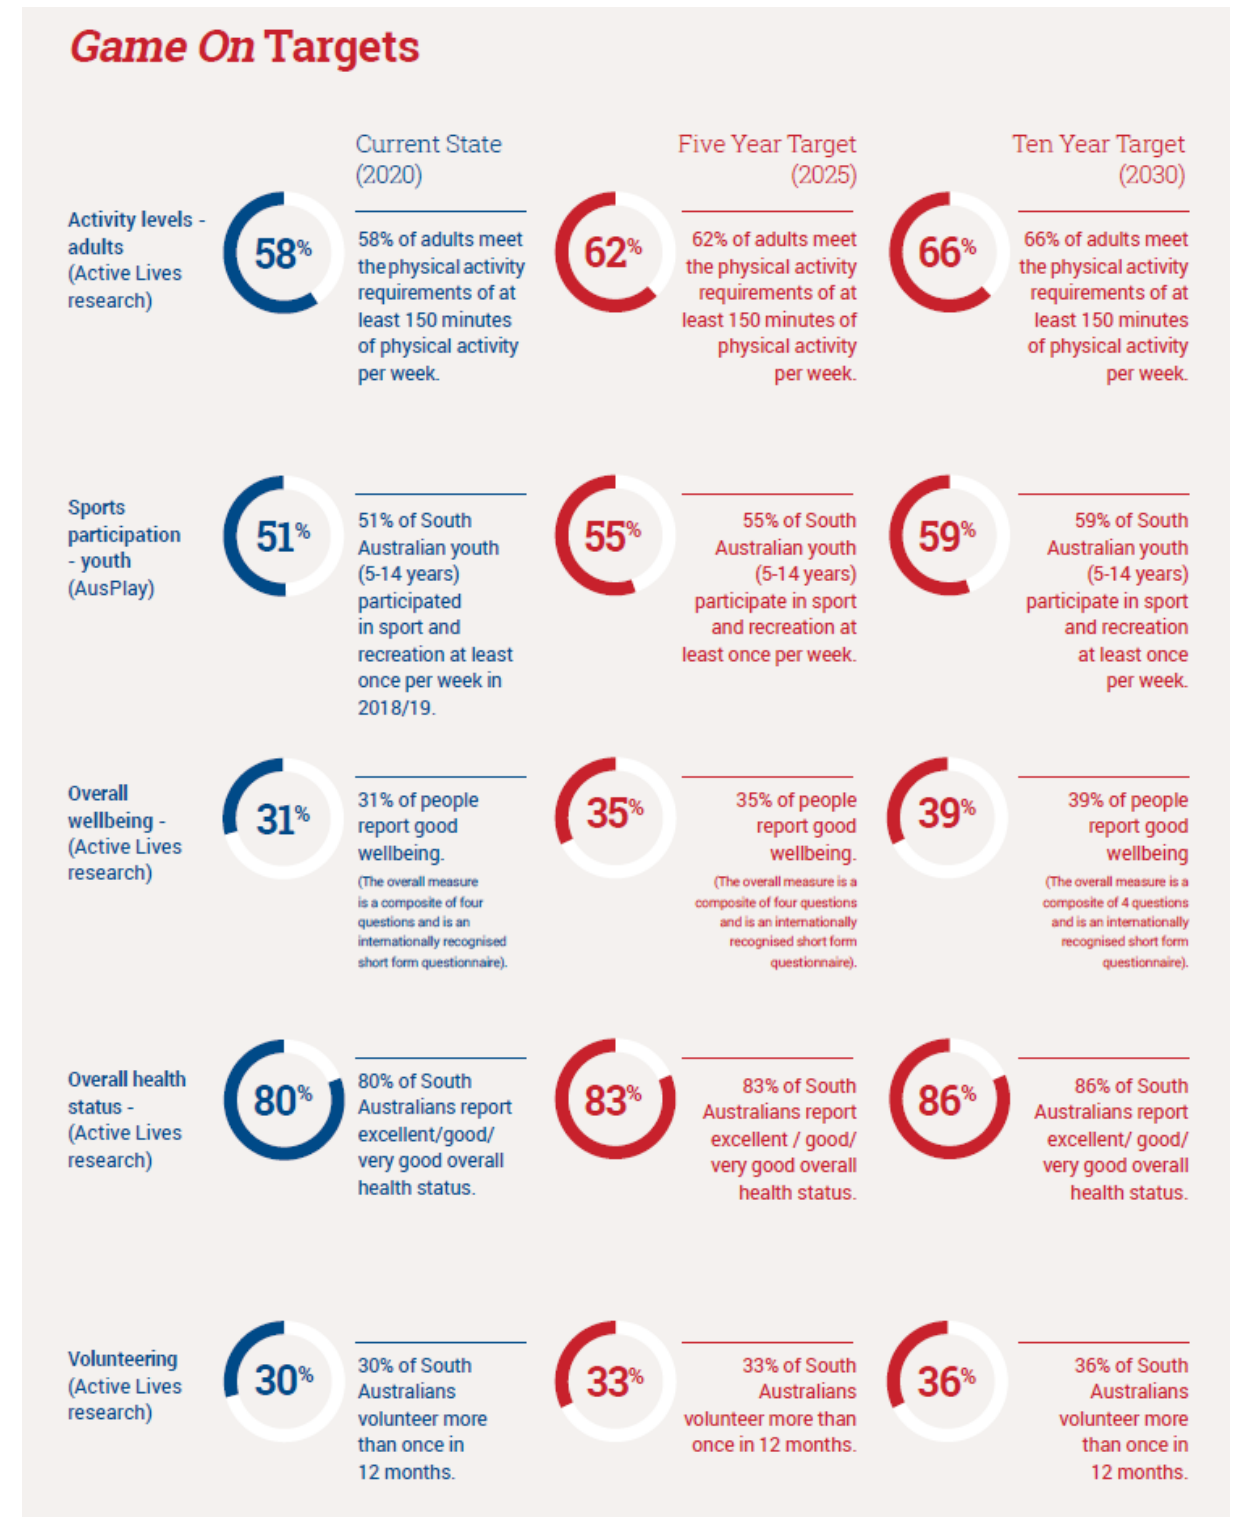 Game On Targets
Current State
(2020)
Five Year Target
(2025)
Ten Year Target
(2030)
Activity levels -
adults
(Active Lives
research)
58%
58% of adults meet
the physical activity
requirements of at
least 150 minutes
of physical activity
per week.
62%
62% of adults meet
the physical activity
requirements of at
least 150 minutes of
physical activity
per week.
66%
66% of adults meet
the physical activity
requirements of at
least 150 minutes
of physical activity
per week.
Sports
participation
- youth
(AusPlay)
51%
51% of South
Australian youth
(5-14 years)
participated
in sport and
recreation at least
once per week in
2018/19.
55%
55% of South
Australian youth
(5-14 years)
participate in sport
and recreation at
least once per week.
59%
59% of South
Australian youth
(5-14 years)
participate in sport
and recreation
at least once
per week.
Overall
wellbeing -
(Active Lives
research)
31%
31% of people
report good
wellbeing.
(The overall measure
is a composite of four
questions and is an
internationally recognised
short form questionnaire).
35%
35% of people
report good
wellbeing.
(The overall measure is a
composite of four questions
and is an internationally
recognised short form
questionnaire).
39%
39% of people
report good
wellbeing
(The overall measure is a
composite of 4 questions
and is an internationally
recognised short form
questionnaire).
Overall health
status -
(Active Lives
research)
80%
80% of South
Australians report
excellent/good/
very good overall
health status.
83%
83% of South
Australians report
excellent / good/
very good overall
health status.
86%
86% of South
Australians report
excellent/ good/
very good overall
health status.
Volunteering
(Active Lives
research)
30%
30% of South
Australians
volunteer more
than once in
12 months.
33%
33% of South
Australians
volunteer more than
once in 12 months.
36%
36% of South
Australians
volunteer more
than once in
12 months.